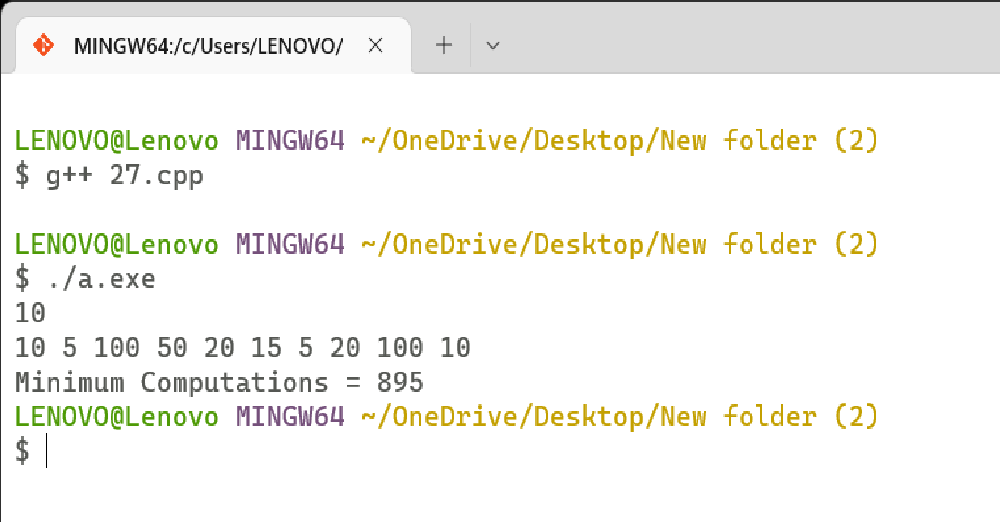 MINGW64:/c/Users/LENOVO/
LENOVO@Lenovo MINGW64 ~/OneDrive/Desktop/New folder (2)
$ g++ 27.cpp
LENOVO@Lenovo MINGW64 ~/OneDrive/Desktop/New folder (2)
$ ./a.exe
10
10 5 100 50 20 15 5 20 100 10
Minimum Computations = 895
LENOVO@Lenovo MINGW64 ~/OneDrive/Desktop/New folder (2)
$